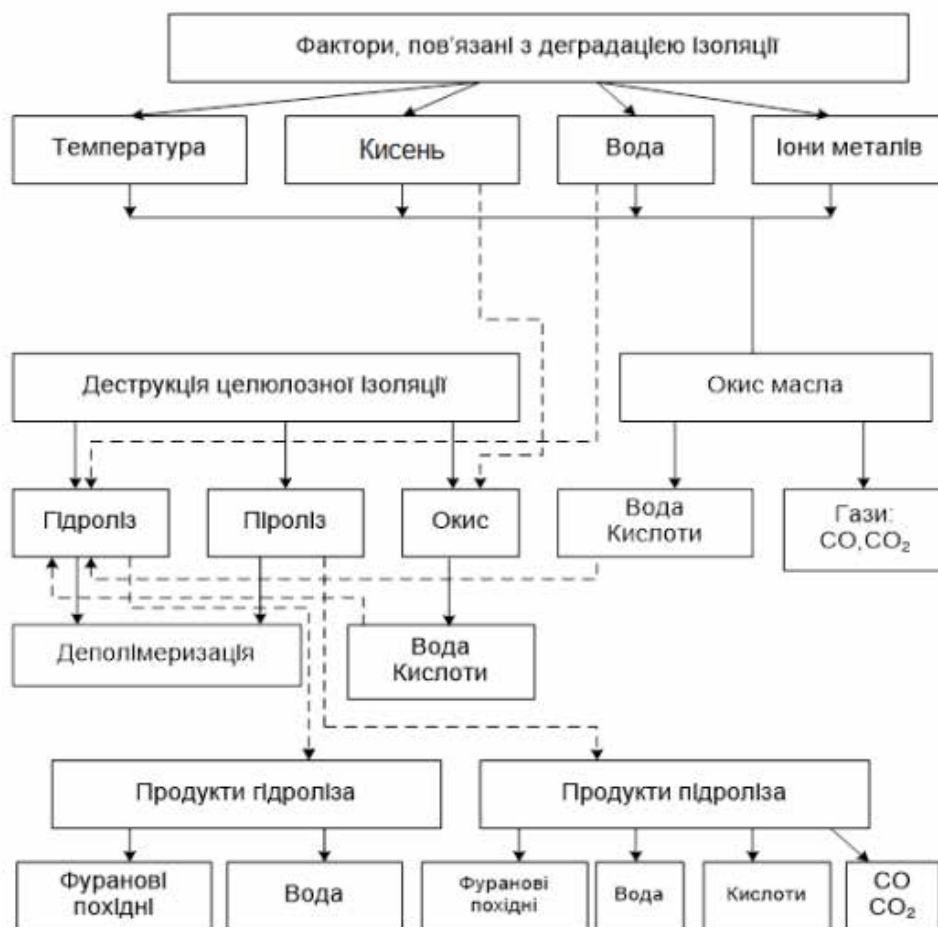 Фактори, пов'язані з деградацією ізоляції
Температура
Кисень
Вода
Іони металів
Деструкція целюлозної ізоляції
Окис масла
Гідроліз
Піроліз
Окис
Вода
Кислоти
Гази:
CO,CO₂
Деполімеризація
Вода
Кислоти
Продукти гідроліза
Продукти підроліза
Фуранові
похідні
Вода
Фуранові
похідні
Вода
Кислоти
CO
CO₂